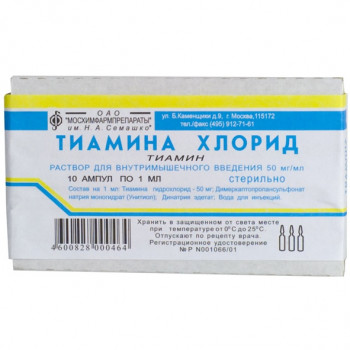 ОАО
"МОСХИМФАРМПРЕПАРАТЫ"
им. Н.А. Семашко
ул. Б.Каменщики д.9, г. Москва,115172
тел./факс (495) 912-71-61
ТИАМИНА ХЛОРИД
ТИАМИН
РАСТВОР ДЛЯ ВНУТРИМЫШЕЧНОГО ВВЕДЕНИЯ 50 мг/мл
10 АМПУЛ ПО 1 МЛ
стерильно
Состав на 1 мл: Тиамина гидрохлорид - 50 мг; Димеркаптопропансульфонат
натрия моногидрат (Унитиол); Динатрия эдетат; Вода для инъекций.
Хранить в защищенном от света месте
при температуре от 0°С до 25°С.
Отпускают по рецепту врача.
Регистрационное удостоверение
№ Р N001066/01
4600828000464